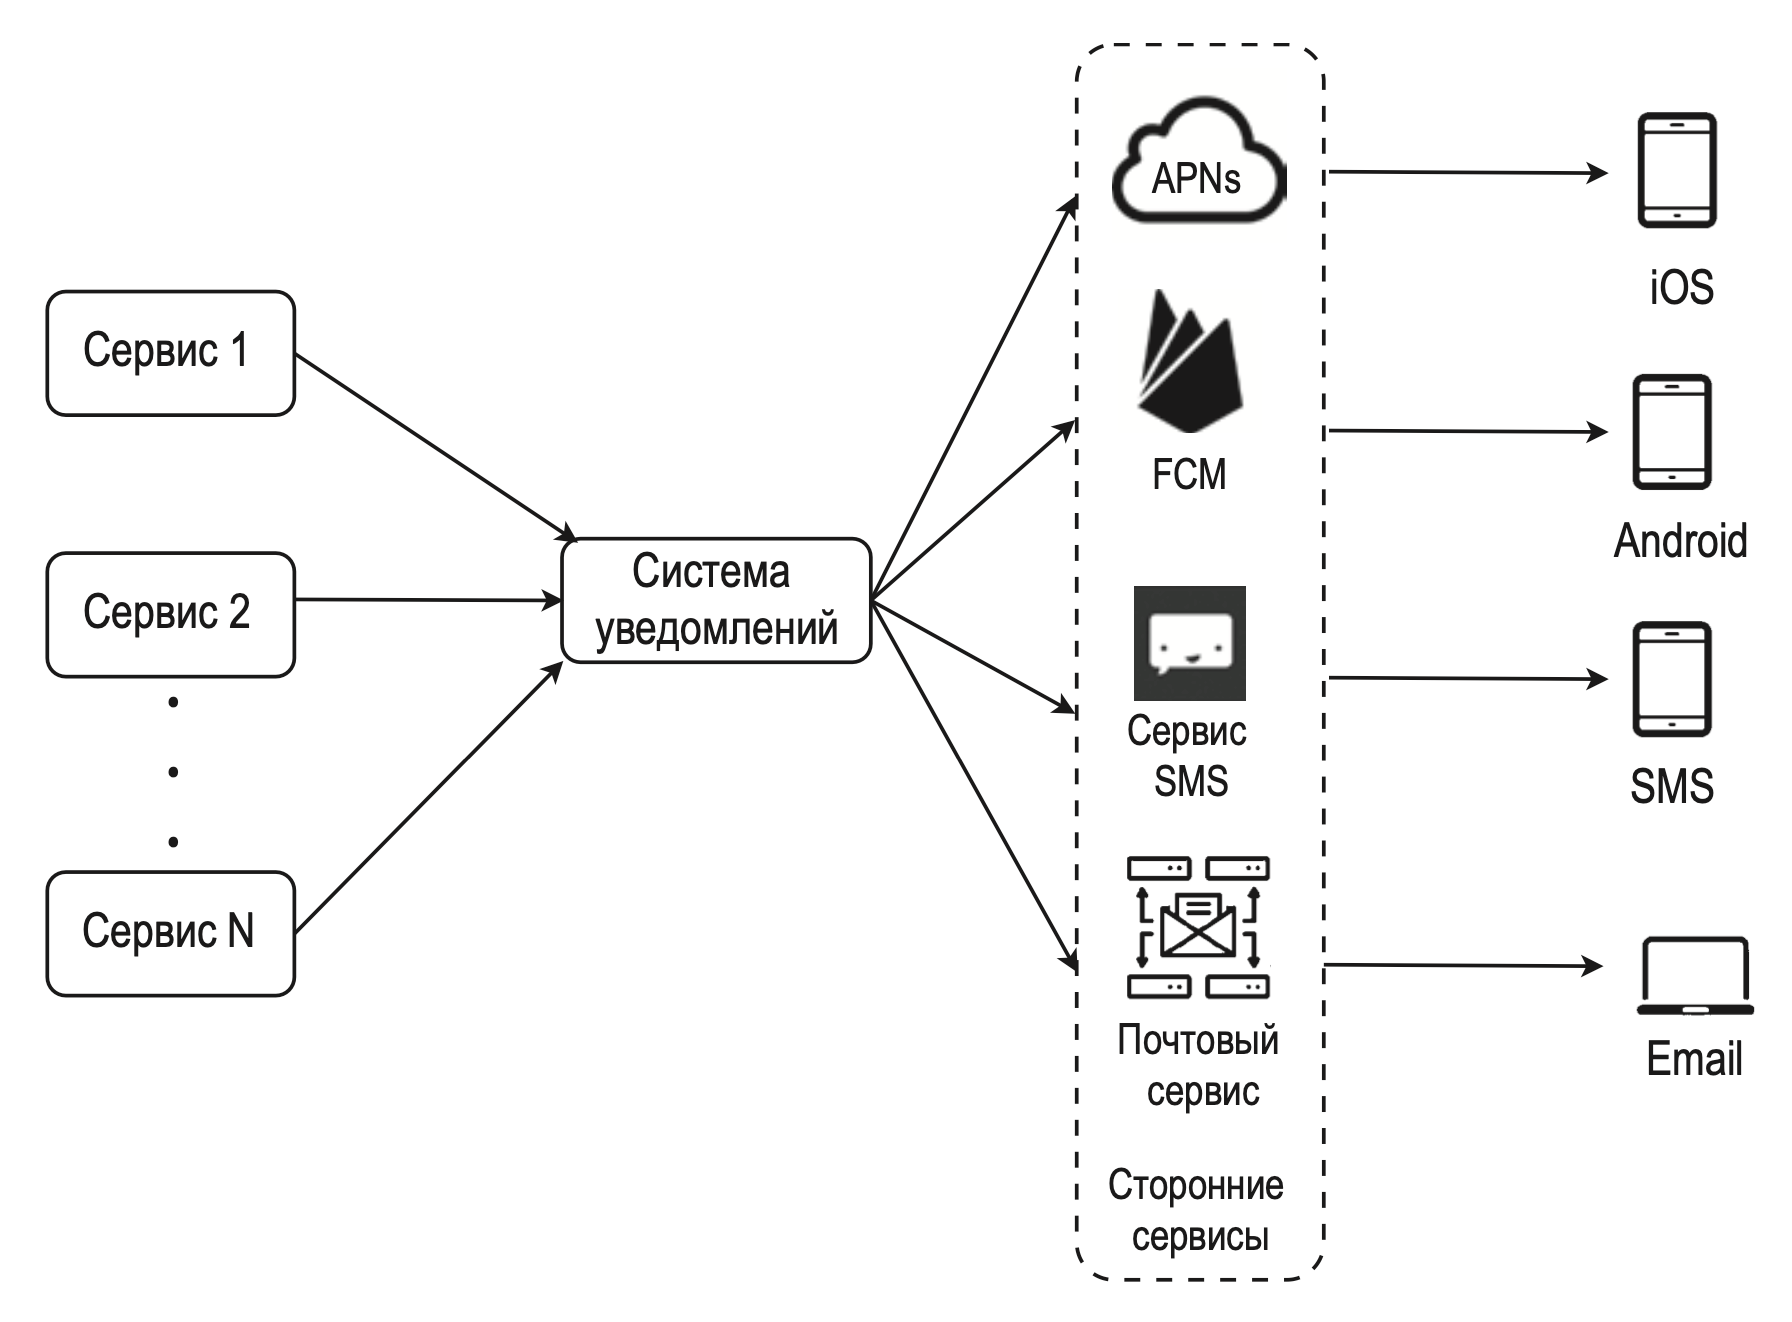 Сервис 1
Сервис 2
Сервис N
Система
уведомлений
APNs
FCM
Сервис
SMS
Почтовый
сервис
Сторонние
сервисы
iOS
Android
SMS
Email